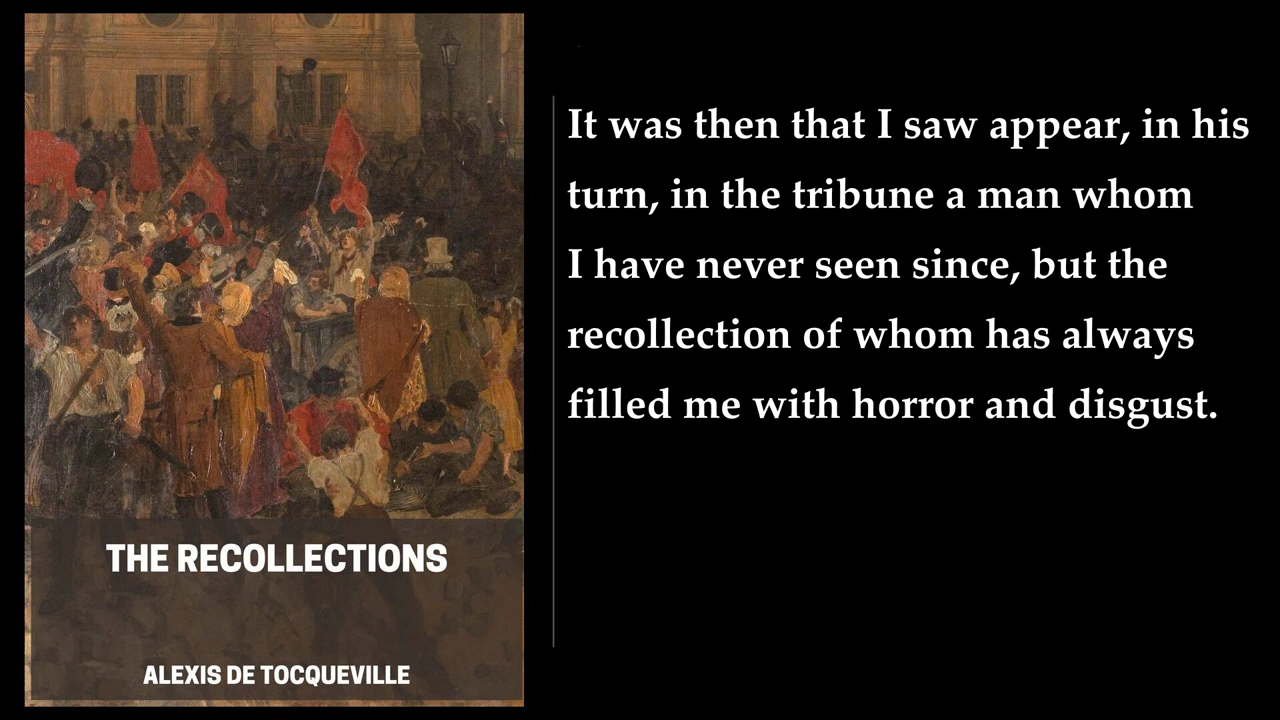 It was then that I saw appear, in his
turn, in the tribune a man whom
I have never seen since, but the
recollection of whom has always
filled me with horror and disgust.
THE RECOLLECTIONS
ALEXIS DE TOCQUEVILLE